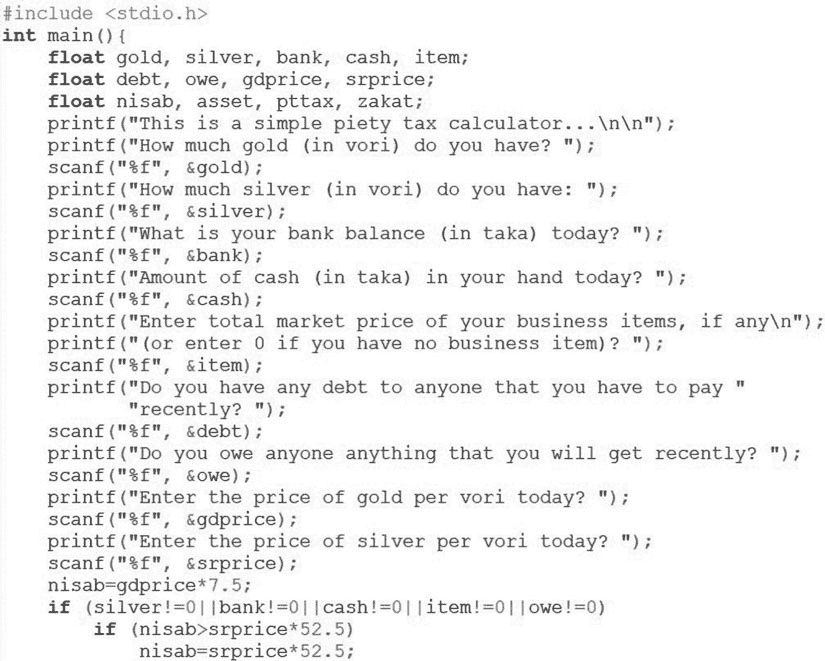 #include <stdio.h>
int main(){
    float gold, silver, bank, cash, item;
    float debt, owe, gdprice, srprice;
    float nisab, asset, pttax, zakat;
    printf("This is a simple piety tax calculator...\n\n");
    printf("How much gold (in vori) do you have? ");
    scanf("%f", &gold);
    printf("How much silver (in vori) do you have: ");
    scanf("%f", &silver);
    printf("What is your bank balance (in taka) today? ");
    scanf("%f", &bank);
    printf("Amount of cash (in taka) in your hand today? ");
    scanf("%f", &cash);
    printf("Enter total market price of your business items, if any\n");
    printf("(or enter 0 if you have no business item)? ");
    scanf("%f", &item);
    printf("Do you have any debt to anyone that you have to pay "
           "recently? ");
    scanf("%f", &debt);
    printf("Do you owe anyone anything that you will get recently? ");
    scanf("%f", &owe);
    printf("Enter the price of gold per vori today? ");
    scanf("%f", &gdprice);
    printf("Enter the price of silver per vori today? ");
    scanf("%f", &srprice);
    nisab=gdprice*7.5;
    if (silver!=0||bank!=0||cash!=0||item!=0||owe!=0)
        if (nisab>srprice*52.5)
            nisab=srprice*52.5;